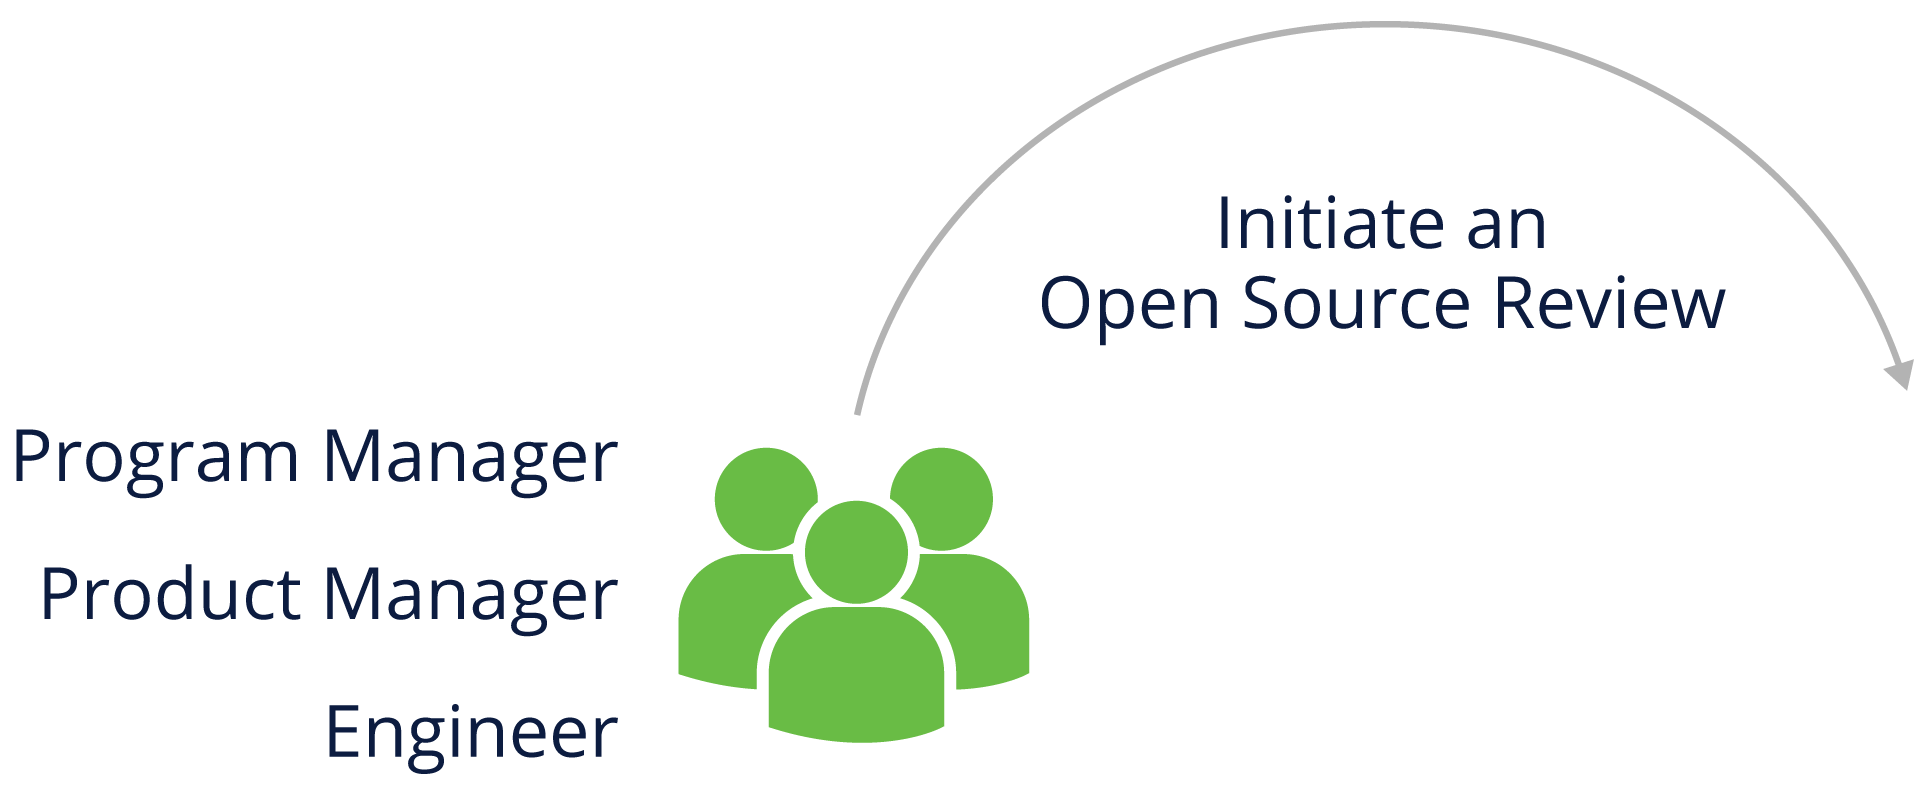 Initiate an
Open Source Review
Program Manager
Product Manager
Engineer